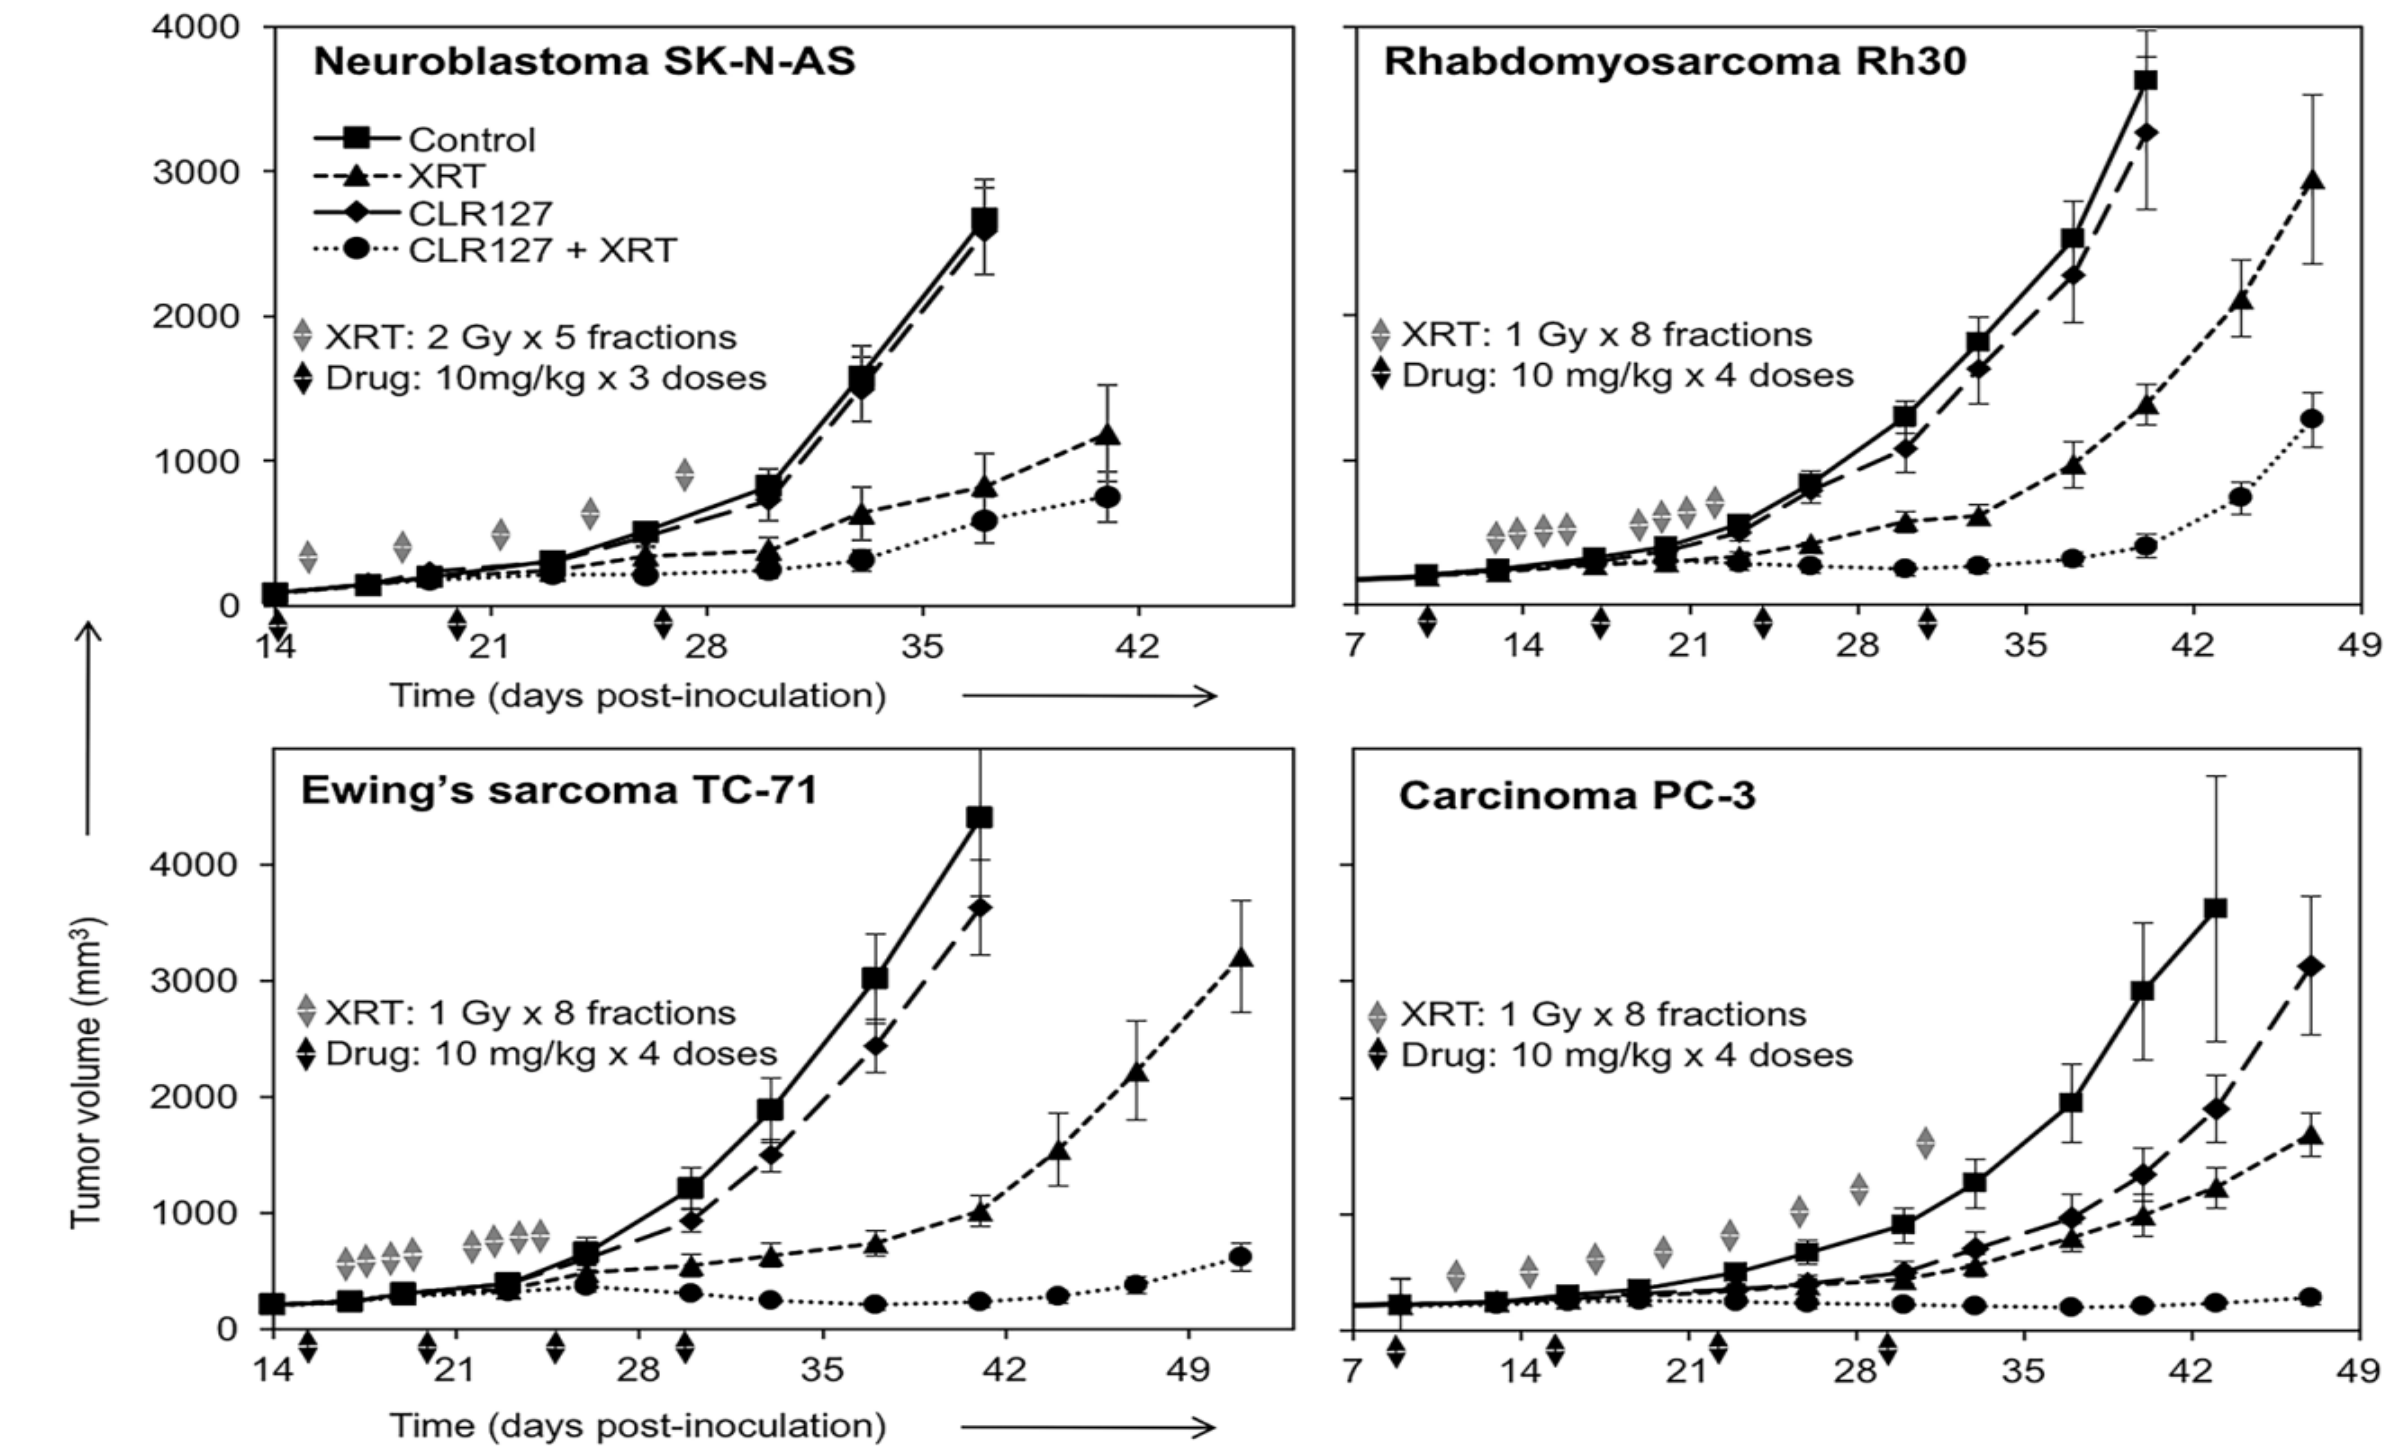 4000
3000
2000
1000
0
Neuroblastoma SK-N-AS
Control
XRT
CLR127
CLR127 + XRT
XRT: 2 Gy x 5 fractions
Drug: 10mg/kg x 3 doses
14 21 28 35 42
Time (days post-inoculation)
Rhabdomyosarcoma Rh30
XRT: 1 Gy x 8 fractions
Drug: 10 mg/kg x 4 doses
7 14 21 28 35 42 49
Tumor volume (mm³)
4000
3000
2000
1000
0
Ewing’s sarcoma TC-71
XRT: 1 Gy x 8 fractions
Drug: 10 mg/kg x 4 doses
14 21 28 35 42 49
Time (days post-inoculation)
Carcinoma PC-3
XRT: 1 Gy x 8 fractions
Drug: 10 mg/kg x 4 doses
7 14 21 28 35 42 49